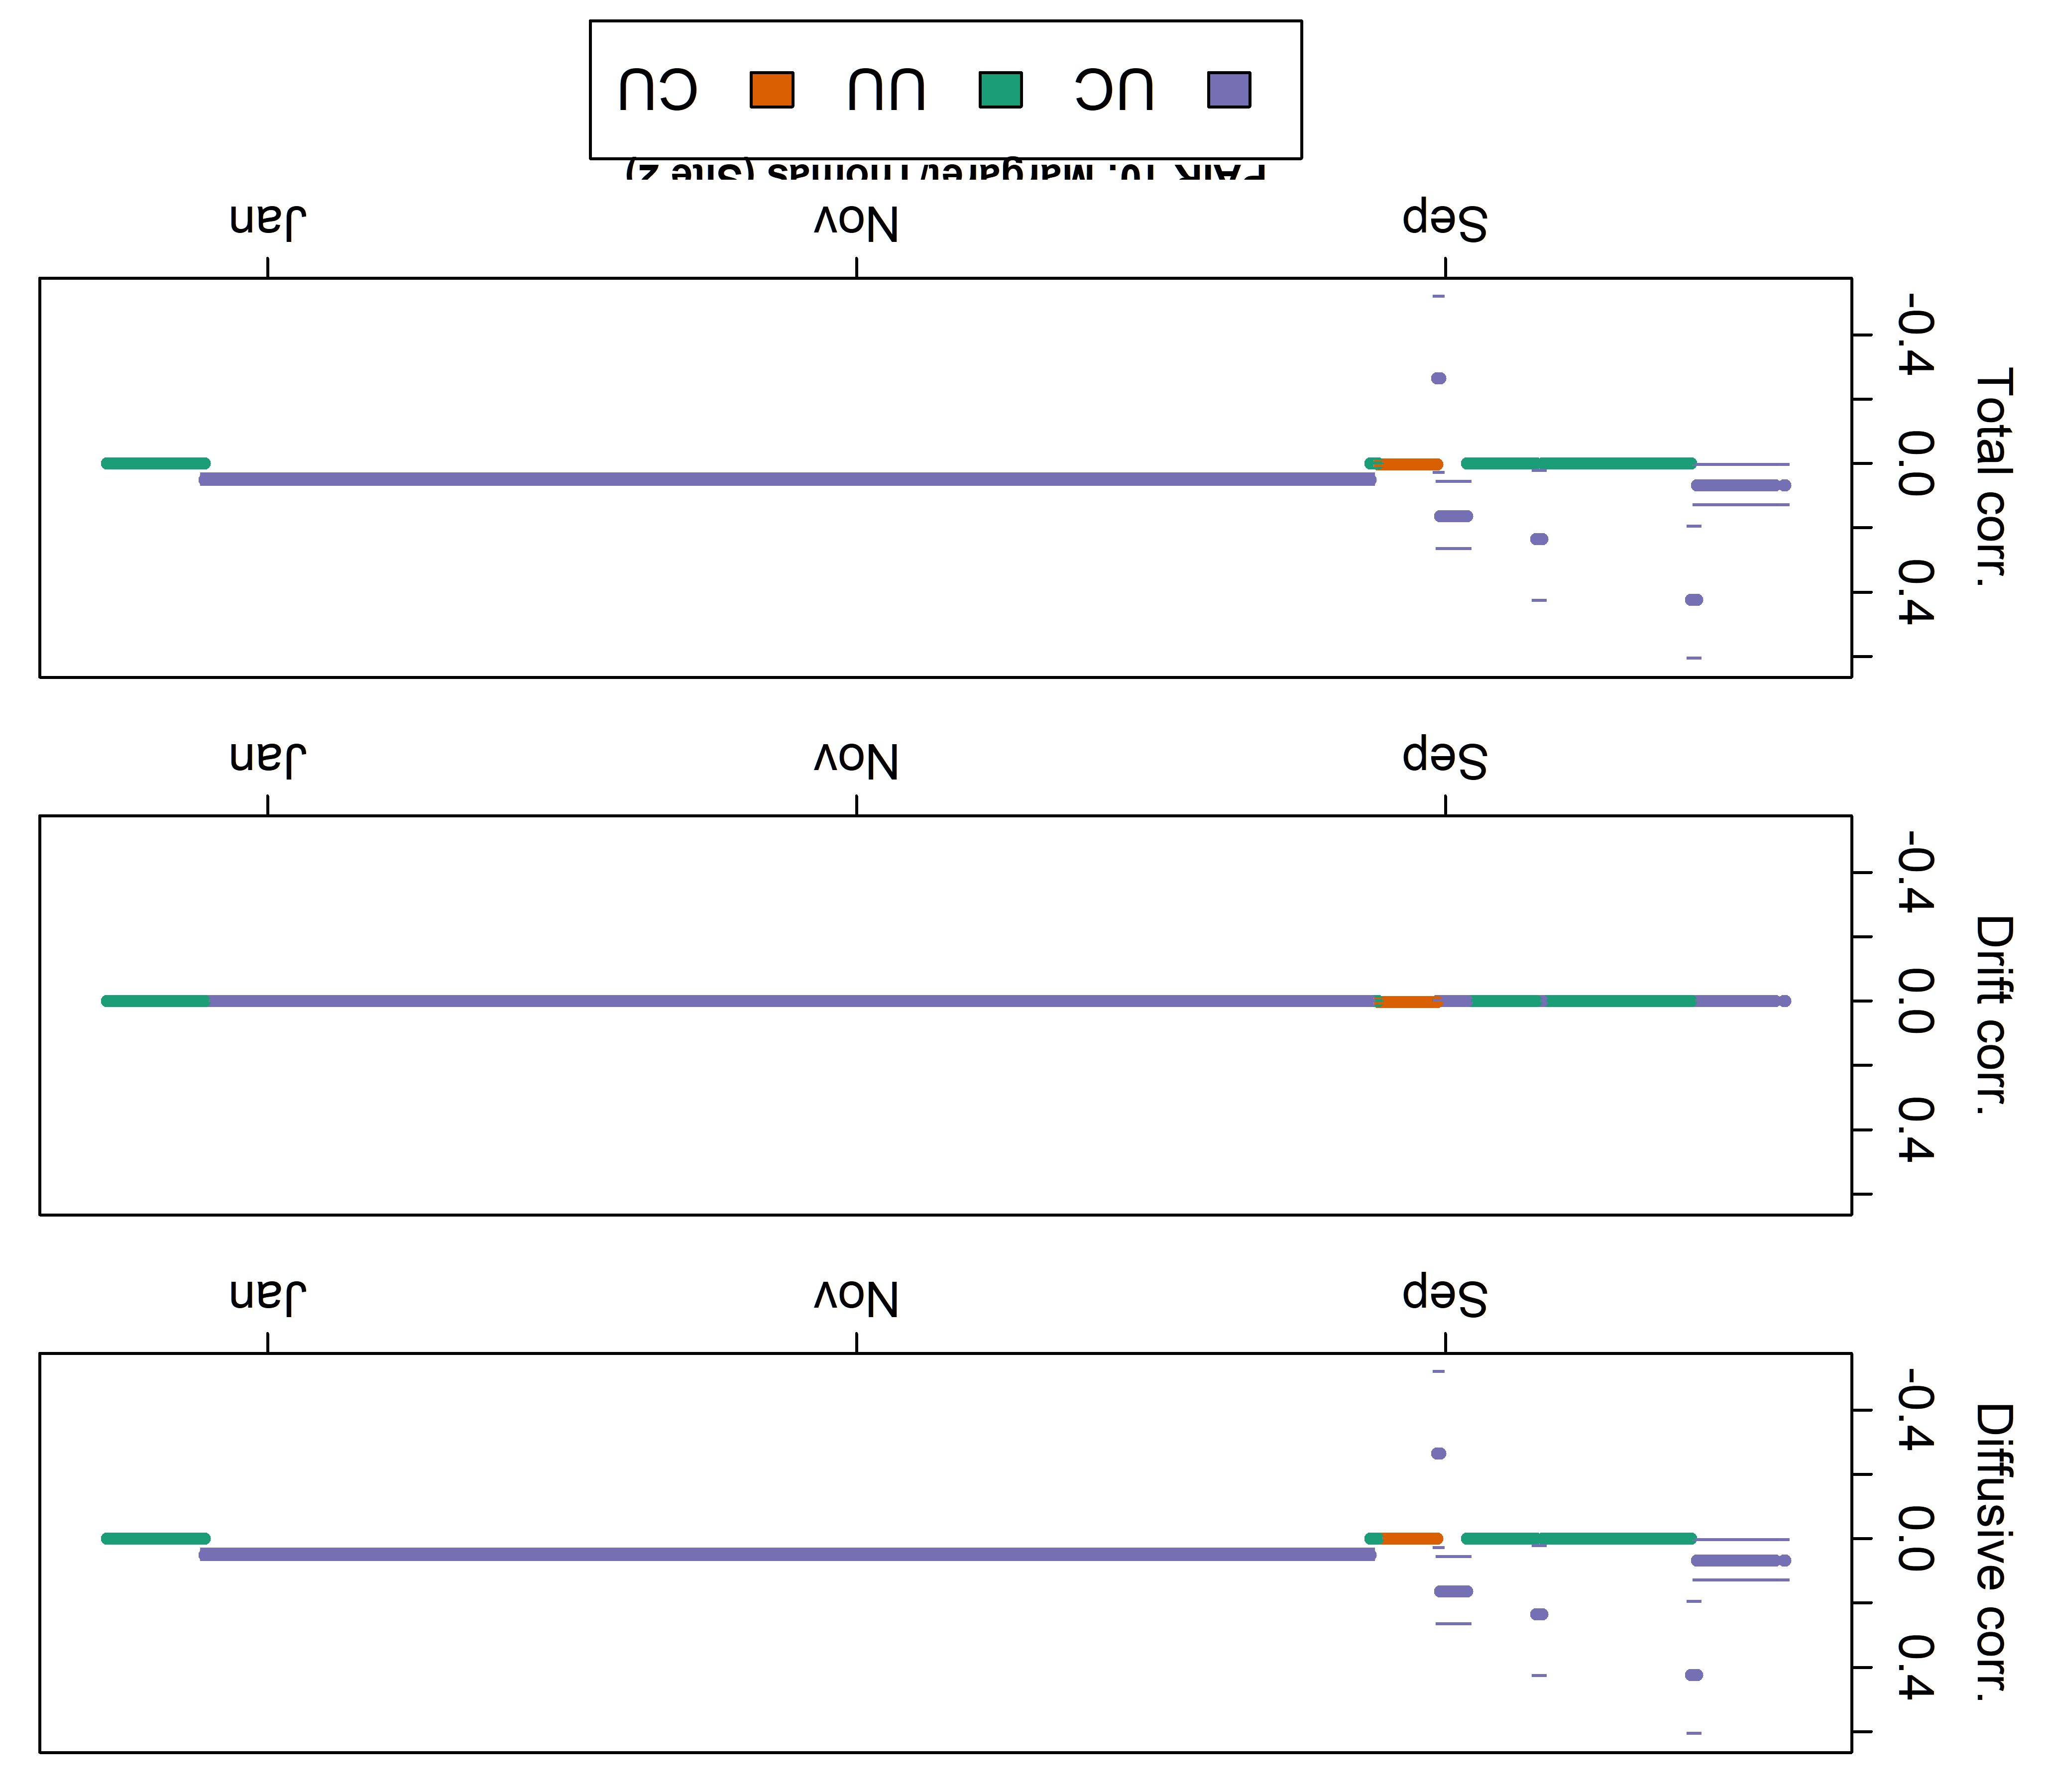 Diffusive corr.
0.4
0.0
-0.4
Sep Nov Jan
Drift corr.
0.4
0.0
-0.4
Sep Nov Jan
Total corr.
0.4
0.0
-0.4
Sep Nov Jan
PAIR 10: Margaret/Thomas (Site 2)
UC UU CU